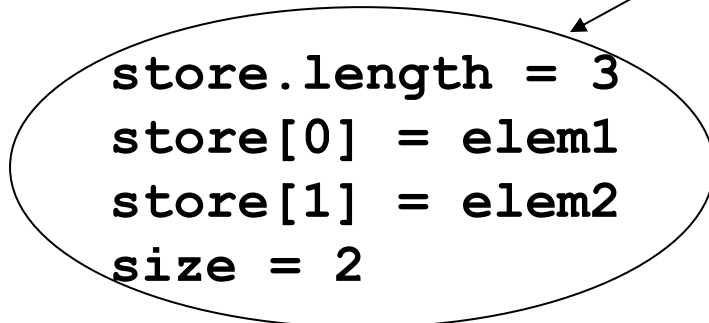 store.length = 3
store[0] = elem1
store[1] = elem2
size = 2